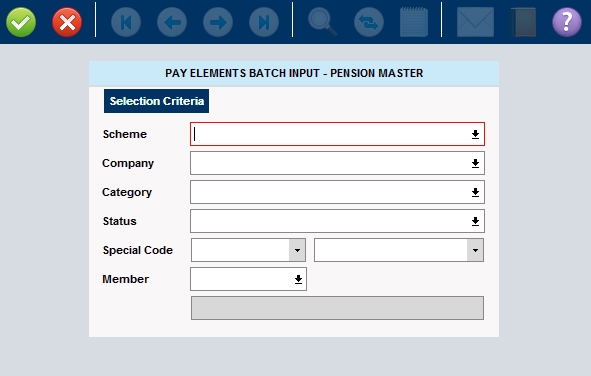 ?
PAY ELEMENTS BATCH INPUT - PENSION MASTER
Selection Criteria
Scheme
Company
Category
Status
Special Code
Member